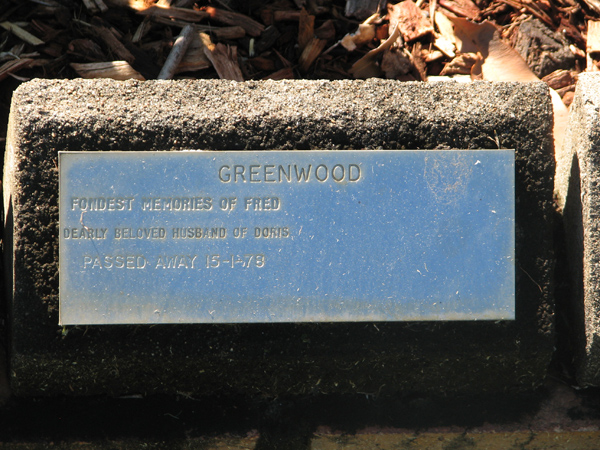 GREENWOOD
FONDEST MEMORIES OF FRED
DEARLY BELOVED HUSBAND OF DORIS,
PASSED AWAY 15-1-78